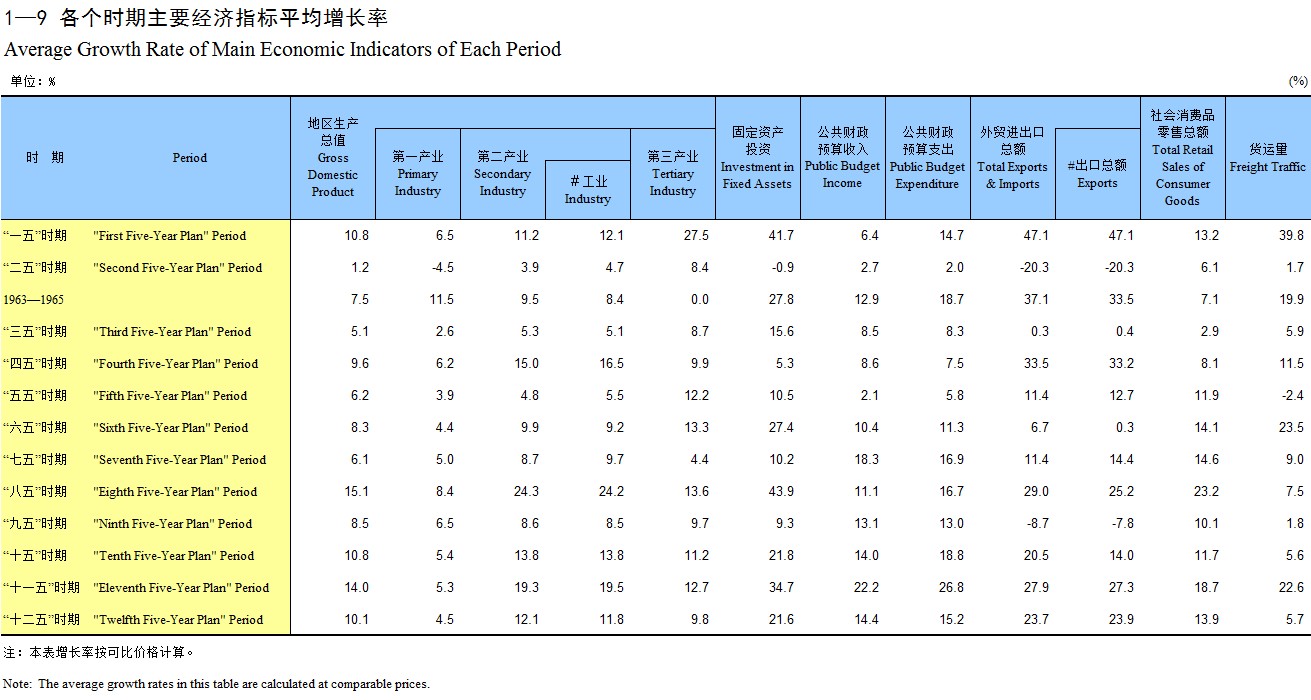 1—9 各个时期主要经济指标平均增长率
Average Growth Rate of Main Economic Indicators of Each Period
单位：% (%)
时 期 Period 地区生产总值 Gross Domestic Product 第一产业 Primary Industry 第二产业 Secondary Industry #工业 Industry 第三产业 Tertiary Industry 固定资产投资 Investment in Fixed Assets 公共财政预算收入 Public Budget Income 公共财政预算支出 Public Budget Expenditure 外贸进出口总额 Total Exports & Imports #出口总额 Exports 社会消费品零售总额 Total Retail Sales of Consumer Goods 货运量 Freight Traffic
“一五”时期 "First Five-Year Plan" Period 10.8 6.5 11.2 12.1 27.5 41.7 6.4 14.7 47.1 47.1 13.2 39.8
“二五”时期 "Second Five-Year Plan" Period 1.2 -4.5 3.9 4.7 8.4 -0.9 2.7 2.0 -20.3 -20.3 6.1 1.7
1963—1965 7.5 11.5 9.5 8.4 0.0 27.8 12.9 18.7 37.1 33.5 7.1 19.9
“三五”时期 "Third Five-Year Plan" Period 5.1 2.6 5.3 5.1 8.7 15.6 8.5 8.3 0.3 0.4 2.9 5.9
“四五”时期 "Fourth Five-Year Plan" Period 9.6 6.2 15.0 16.5 9.9 5.3 8.6 7.5 33.5 33.2 8.1 11.5
“五五”时期 "Fifth Five-Year Plan" Period 6.2 3.9 4.8 5.5 12.2 10.5 2.1 5.8 11.4 12.7 11.9 -2.4
“六五”时期 "Sixth Five-Year Plan" Period 8.3 4.4 9.9 9.2 13.3 27.4 10.4 11.3 6.7 0.3 14.1 23.5
“七五”时期 "Seventh Five-Year Plan" Period 6.1 5.0 8.7 9.7 4.4 10.2 18.3 16.9 11.4 14.4 14.6 9.0
“八五”时期 "Eighth Five-Year Plan" Period 15.1 8.4 24.3 24.2 13.6 43.9 11.1 16.7 29.0 25.2 23.2 7.5
“九五”时期 "Ninth Five-Year Plan" Period 8.5 6.5 8.6 8.5 9.7 9.3 13.1 13.0 -8.7 -7.8 10.1 1.8
“十五”时期 "Tenth Five-Year Plan" Period 10.8 5.4 13.8 13.8 11.2 21.8 14.0 18.8 20.5 14.0 11.7 5.6
“十一五”时期 "Eleventh Five-Year Plan" Period 14.0 5.3 19.3 19.5 12.7 34.7 22.2 26.8 27.9 27.3 18.7 22.6
“十二五”时期 "Twelfth Five-Year Plan" Period 10.1 4.5 12.1 11.8 9.8 21.6 14.4 15.2 23.7 23.9 13.9 5.7
注：本表增长率按可比价格计算。
Note: The average growth rates in this table are calculated at comparable prices.